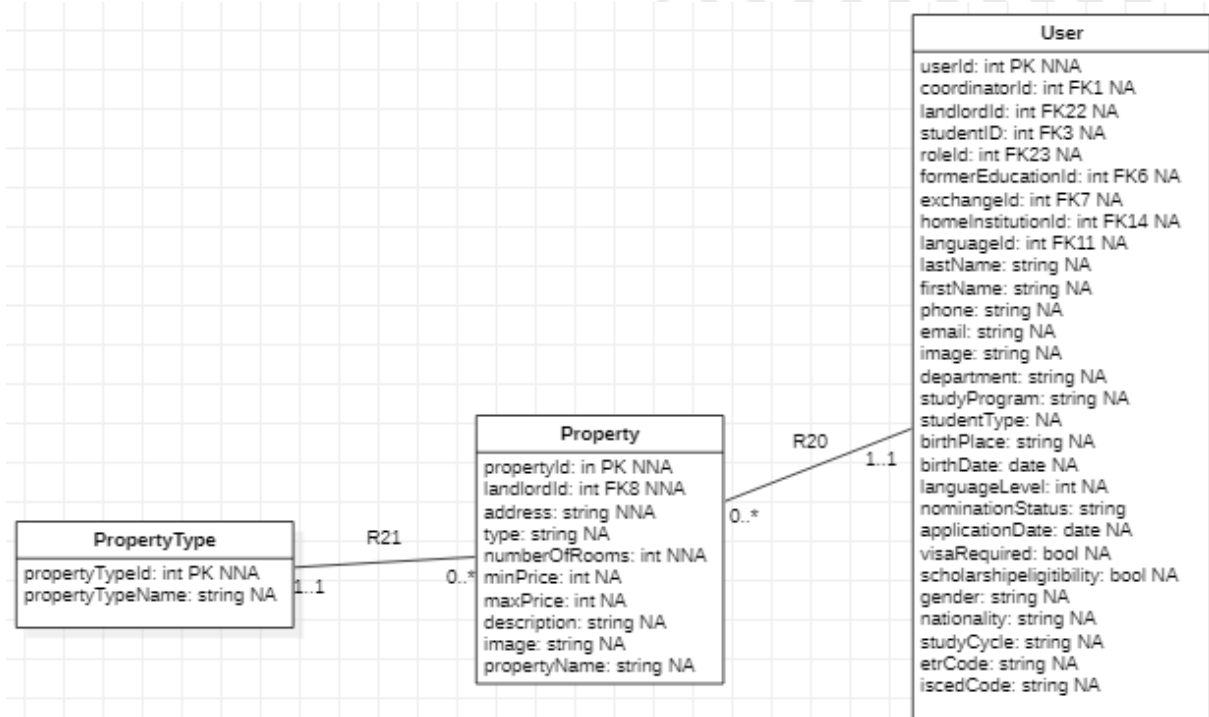 User
userId: int PK NNA
coordinatorId: int FK1 NA
landlordId: int FK22 NA
studentID: int FK3 NA
roleId: int FK23 NA
formerEducationId: int FK6 NA
exchangeId: int FK7 NA
homeInstitutionId: int FK14 NA
languageId: int FK11 NA
lastName: string NA
firstName: string NA
phone: string NA
email: string NA
image: string NA
department: string NA
studyProgram: string NA
studentType: NA
birthPlace: string NA
birthDate: date NA
languageLevel: int NA
nominationStatus: string
applicationDate: date NA
visaRequired: bool NA
scholarshipeligitibility: bool NA
gender: string NA
nationality: string NA
studyCycle: string NA
etrCode: string NA
iscedCode: string NA
R20
1..1
0..*
Property
propertyId: in PK NNA
landlordId: int FK8 NNA
address: string NNA
type: string NA
numberOfRooms: int NNA
minPrice: int NA
maxPrice: int NA
description: string NA
image: string NA
propertyName: string NA
R21
1..1
0..*
PropertyType
propertyTypeId: int PK NNA
propertyTypeName: string NA